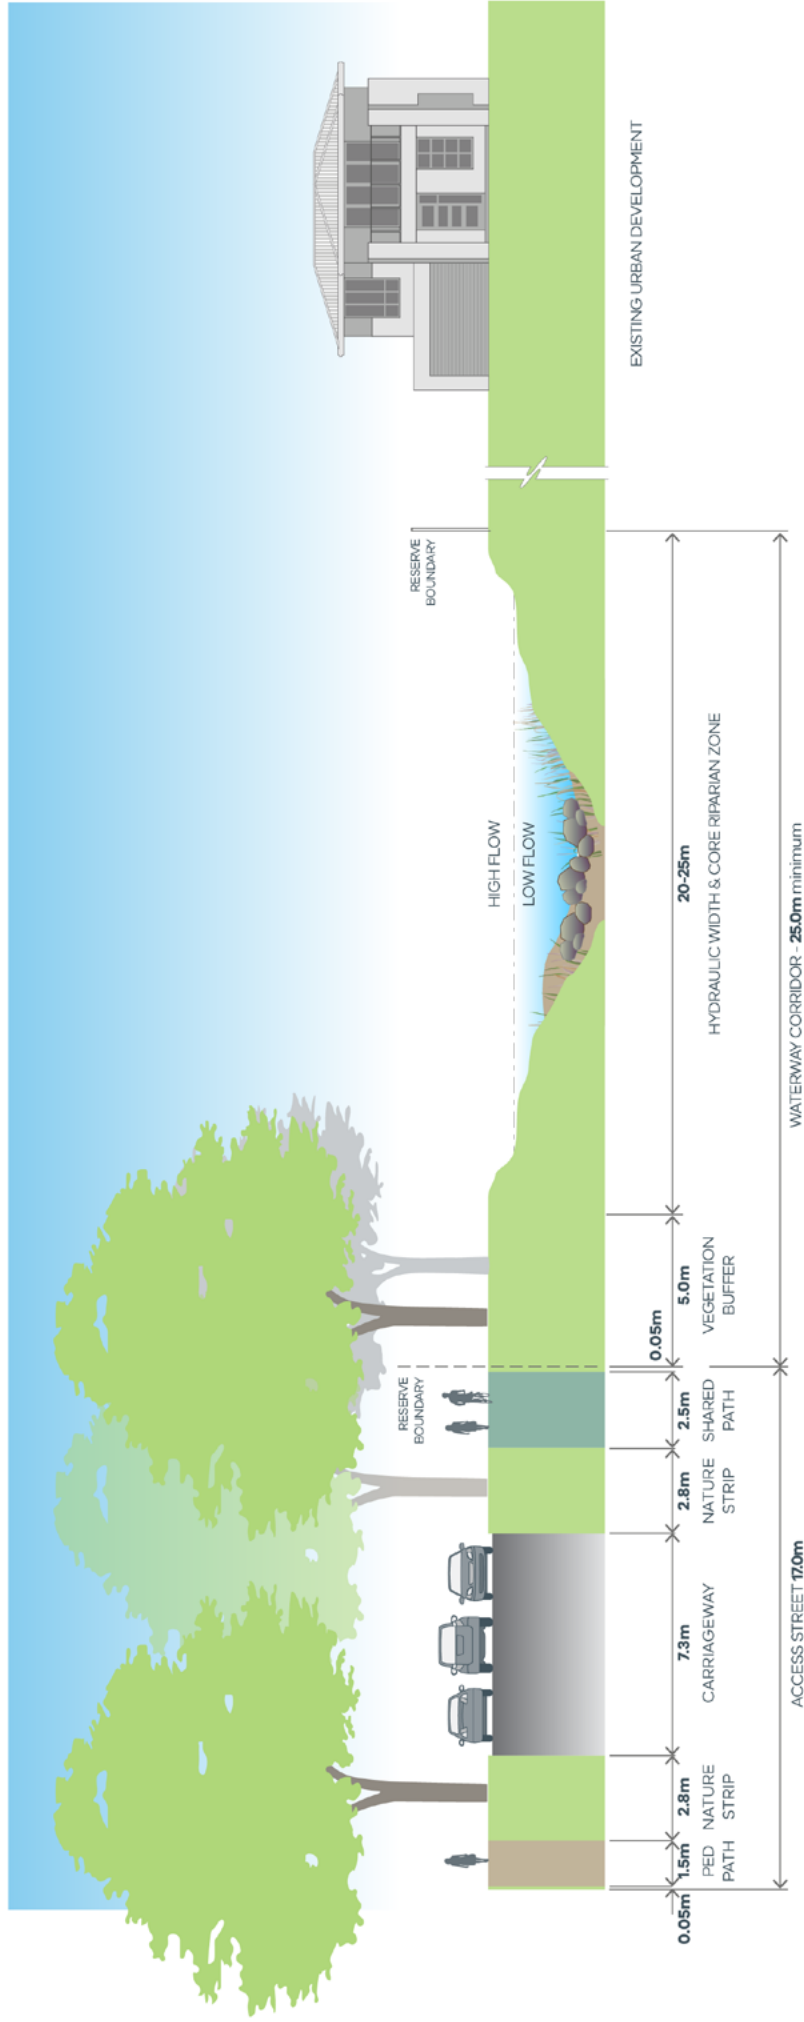 RESERVE
BOUNDARY
RESERVE
BOUNDARY
HIGH FLOW
LOW FLOW
EXISTING URBAN DEVELOPMENT
0.05m
0.05m
1.5m
2.8m
7.3m
2.8m
2.5m
5.0m
20-25m
PED
PATH
NATURE
STRIP
CARRIAGEWAY
NATURE
STRIP
SHARED
PATH
VEGETATION
BUFFER
HYDRAULIC WIDTH & CORE RIPARIAN ZONE
ACCESS STREET 17.0m
WATERWAY CORRIDOR - 25.0m minimum